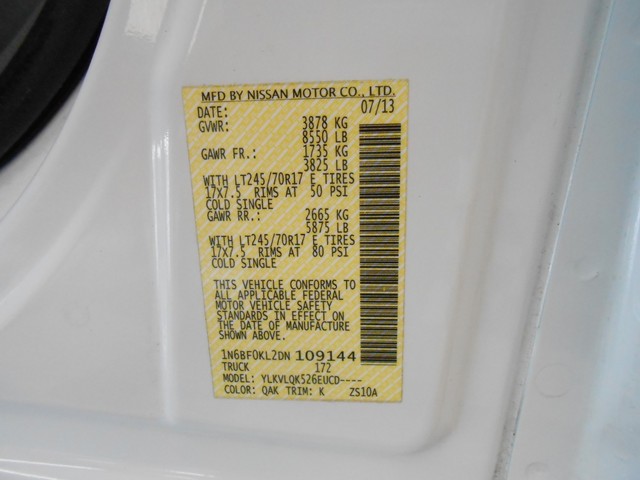 MFD BY NISSAN MOTOR CO., LTD.
DATE: 07/13
GVWR: 3878 KG
8550 LB
GAWR FR.: 1735 KG
3825 LB
WITH LT245/70R17 E TIRES
17X7.5 RIMS AT 50 PSI
COLD SINGLE
GAWR RR.: 2665 KG
5875 LB
WITH LT245/70R17 E TIRES
17X7.5 RIMS AT 80 PSI
COLD SINGLE
THIS VEHICLE CONFORMS TO
ALL APPLICABLE FEDERAL
MOTOR VEHICLE SAFETY
STANDARDS IN EFFECT ON
THE DATE OF MANUFACTURE
SHOWN ABOVE.
1N6BF0KL2DN 109144
TRUCK 172
MODEL: YLKVLQK526EUCD----
COLOR: QAK TRIM: K ZS10A